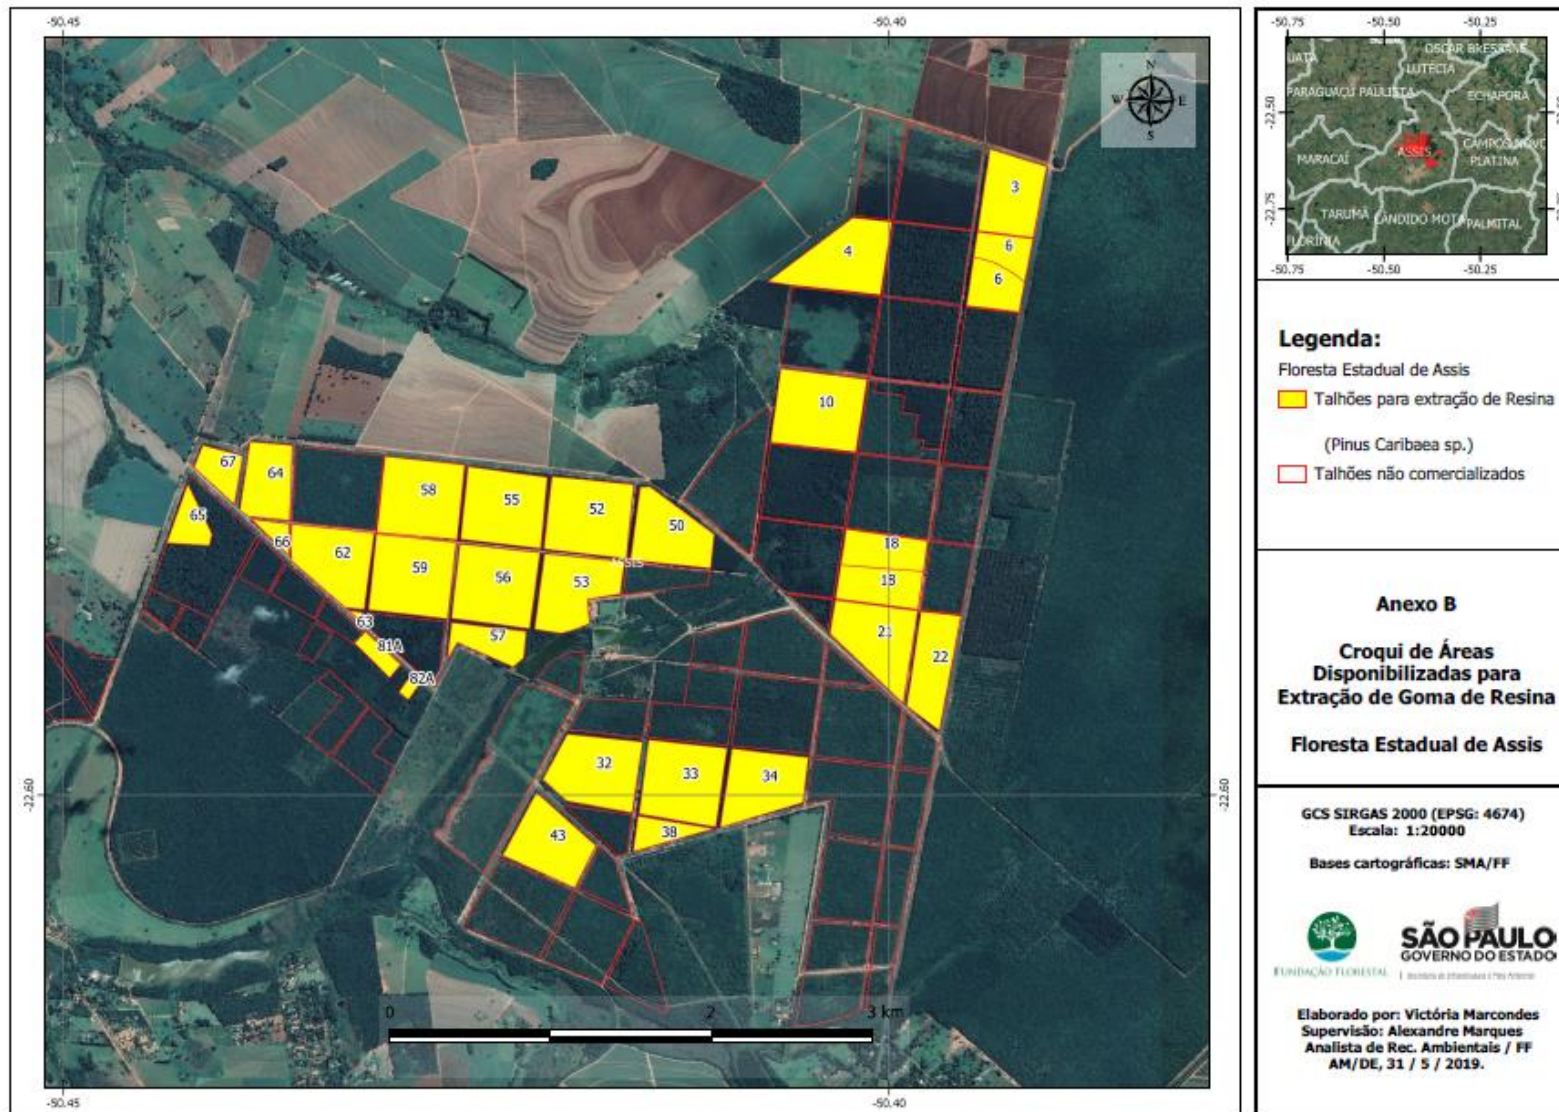 -50.45
-50.40
N
W
E
S
3
6
4
6
10
67
64
58
55
52
50
65
66
62
59
56
53
18
18
63
57
21
81A
22
82A
32
33
34
43
38
-22.60
-22.60
0
1
2
3 km
-50.45
-50.40
-50.75
-50.50
-50.25
OSCAR BRESSANE
UATÁ
LUTÉCIA
PARAGUAÇU PAULISTA
ECHAPORÃ
-22.50
MARACAÍ
ASSIS
CAMPOS NOVO
PLATINA
-22.75
TARUMÃ
CÂNDIDO MOTA
PALMITAL
FLORÍNIA
-50.75
-50.50
-50.25
Legenda:
Floresta Estadual de Assis
Talhões para extração de Resina
(Pinus Caribaea sp.)
Talhões não comercializados
Anexo B
Croqui de Áreas
Disponibilizadas para
Extração de Goma de Resina
Floresta Estadual de Assis
GCS SIRGAS 2000 (EPSG: 4674)
Escala: 1:20000
Bases cartográficas: SMA/FF
FUNDAÇÃO FLORESTAL
SÃO PAULO
GOVERNO DO ESTADO
Elaborado por: Victória Marcondes
Supervisão: Alexandre Marques
Analista de Rec. Ambientais / FF
AM/DE, 31 / 5 / 2019.